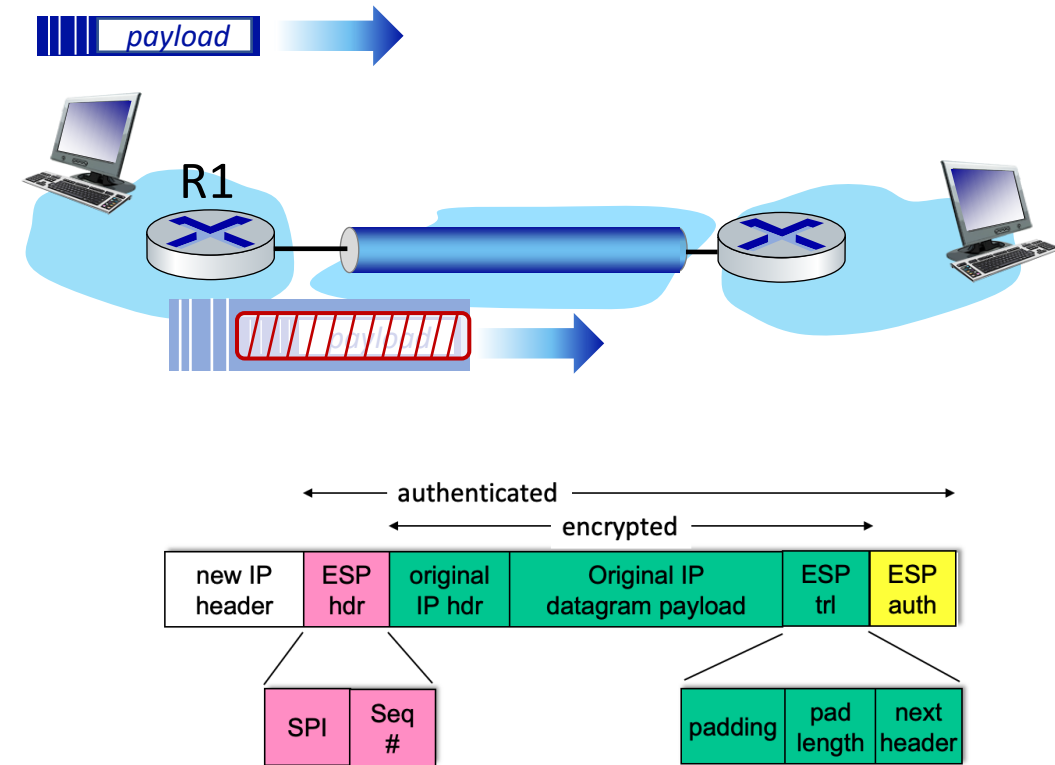 payload
R1
payload
authenticated
encrypted
new IP
header
ESP
hdr
original
IP hdr
Original IP
datagram payload
ESP
trl
ESP
auth
SPI
Seq
#
padding
pad
length
next
header